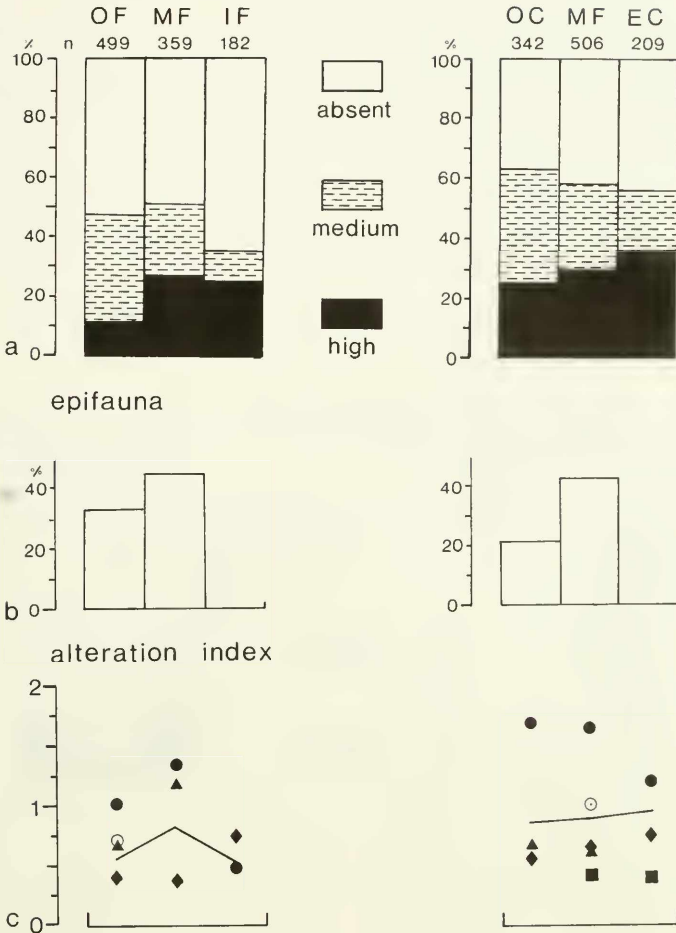 OF MF IF
% n 499 359 182
OC MF EC
% 342 506 209
100
80
60
40
20
0
a
absent
medium
high
100
80
60
40
20
0
epifauna
%
40
20
0
b
40
20
0
alteration index
2
1
0
c